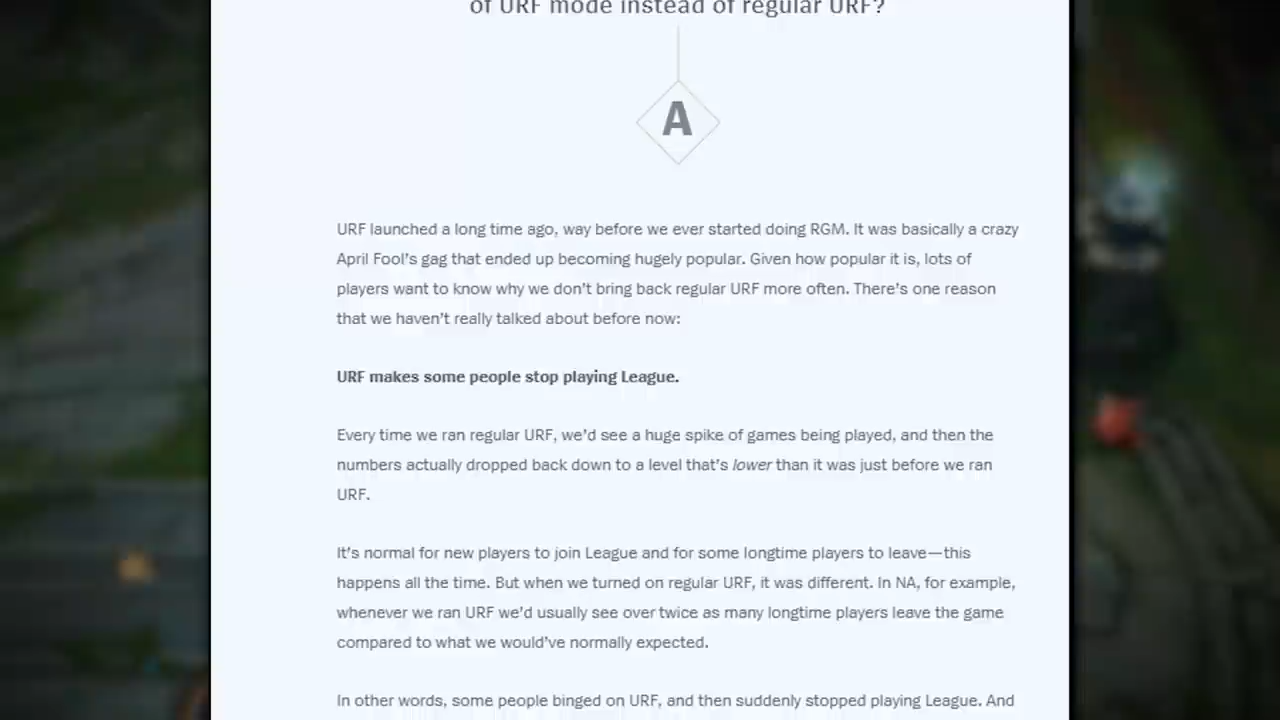 of URF mode instead of regular URF?
A
URF launched a long time ago, way before we ever started doing RGM. It was basically a crazy
April Fool's gag that ended up becoming hugely popular. Given how popular it is, lots of
players want to know why we don't bring back regular URF more often. There's one reason
that we haven't really talked about before now:
URF makes some people stop playing League.
Every time we ran regular URF, we'd see a huge spike of games being played, and then the
numbers actually dropped back down to a level that's lower than it was just before we ran
URF.
It's normal for new players to join League and for some longtime players to leave—this
happens all the time. But when we turned on regular URF, it was different. In NA, for example,
whenever we ran URF we'd usually see over twice as many longtime players leave the game
compared to what we would've normally expected.
In other words, some people binged on URF, and then suddenly stopped playing League. And